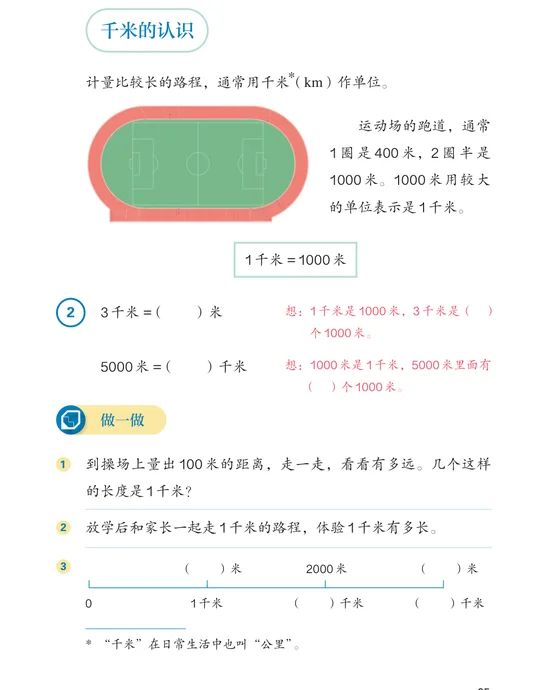 千米的认识
计量比较长的路程，通常用千米*（km）作单位。
运动场的跑道，通常
1圈是400米，2圈半是
1000米。1000米用较大
的单位表示是1千米。
1千米=1000米
2 3千米=（ ）米
想：1千米是1000米，3千米是（ ）
个1000米。
5000米=（ ）千米
想：1000米是1千米，5000米里面有
（ ）个1000米。
做一做
1 到操场上量出100米的距离，走一走，看看有多远。几个这样
的长度是1千米？
2 放学后和家长一起走1千米的路程，体验1千米有多长。
3 （ ）米 2000米 （ ）米
0 1千米 （ ）千米 （ ）千米
* “千米”在日常生活中也叫“公里”。